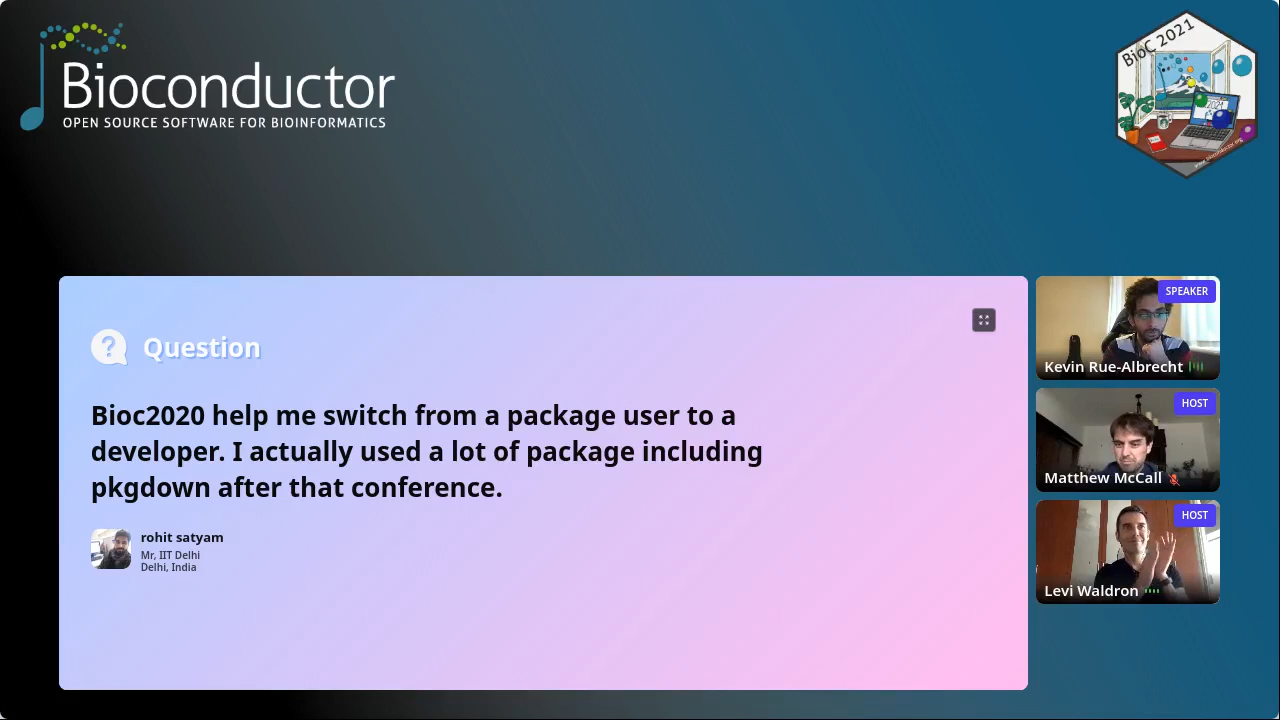 Bioconductor
OPEN SOURCE SOFTWARE FOR BIOINFORMATICS
BioC 2021
Question
Bioc2020 help me switch from a package user to a
developer. I actually used a lot of package including
pkgdown after that conference.
rohit satyam
Mr, IIT Delhi
Delhi, India
SPEAKER
Kevin Rue-Albrecht
HOST
Matthew McCall
HOST
Levi Waldron